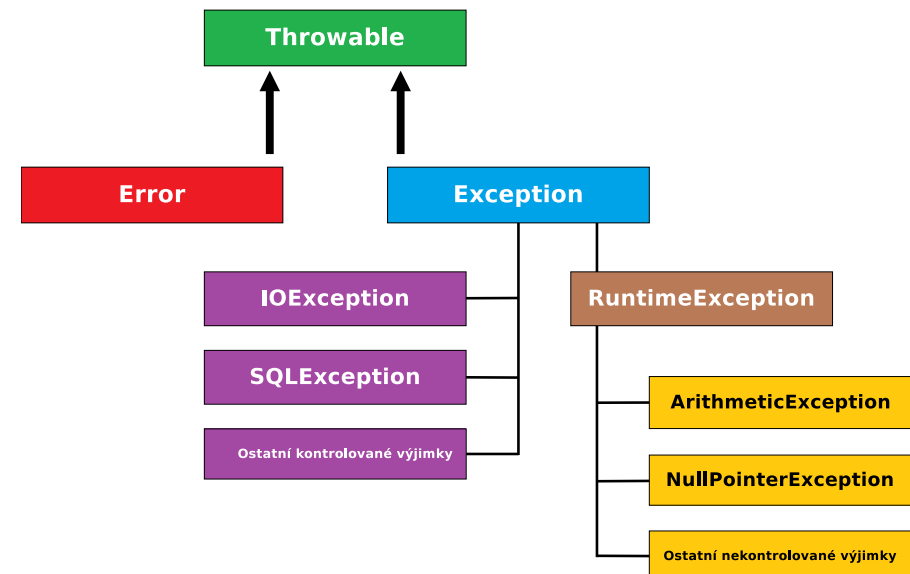 Throwable
Error
Exception
IOException
RuntimeException
SQLException
ArithmeticException
Ostatní kontrolované výjimky
NullPointerException
Ostatní nekontrolované výjimky